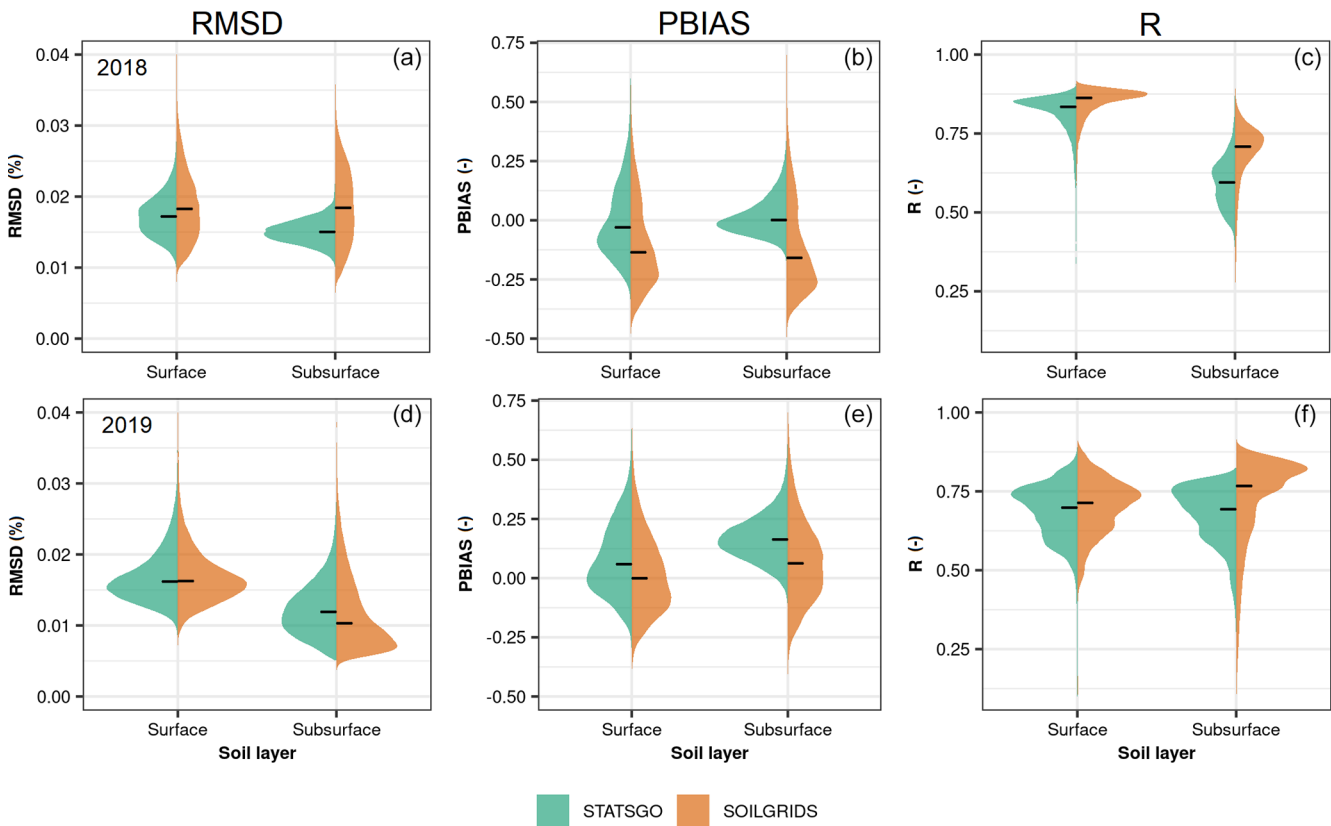 RMSD PBIAS R
2018
(a)
RMSD (%)
0.04
0.03
0.02
0.01
0.00
Surface Subsurface
(b)
PBIAS (-)
0.75
0.50
0.25
0.00
-0.25
-0.50
Surface Subsurface
(c)
R (-)
1.00
0.75
0.50
0.25
Surface Subsurface
2019
(d)
RMSD (%)
0.04
0.03
0.02
0.01
0.00
Surface Subsurface
Soil layer
(e)
PBIAS (-)
0.75
0.50
0.25
0.00
-0.25
-0.50
Surface Subsurface
Soil layer
(f)
R (-)
1.00
0.75
0.50
0.25
Surface Subsurface
Soil layer
STATSGO SOILGRIDS